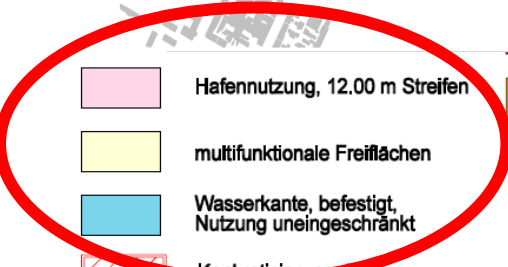 Hafennutzung, 12.00 m Streifen
multifunktionale Freiflächen
Wasserkante, befestigt,
Nutzung uneingeschränkt